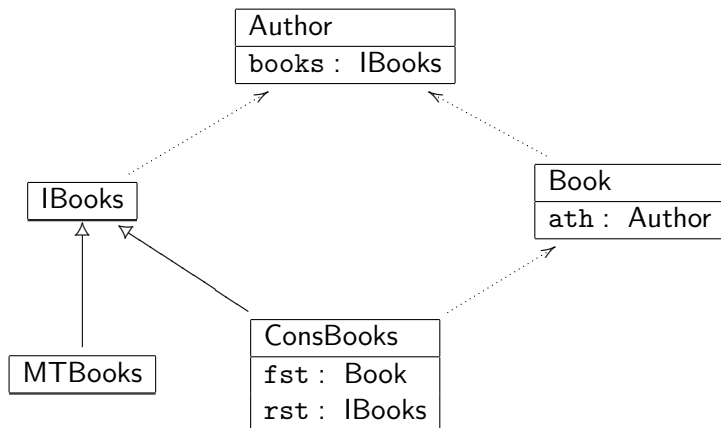 Author
books : IBooks
IBooks
Book
ath : Author
MTBooks
ConsBooks
fst : Book
rst : IBooks